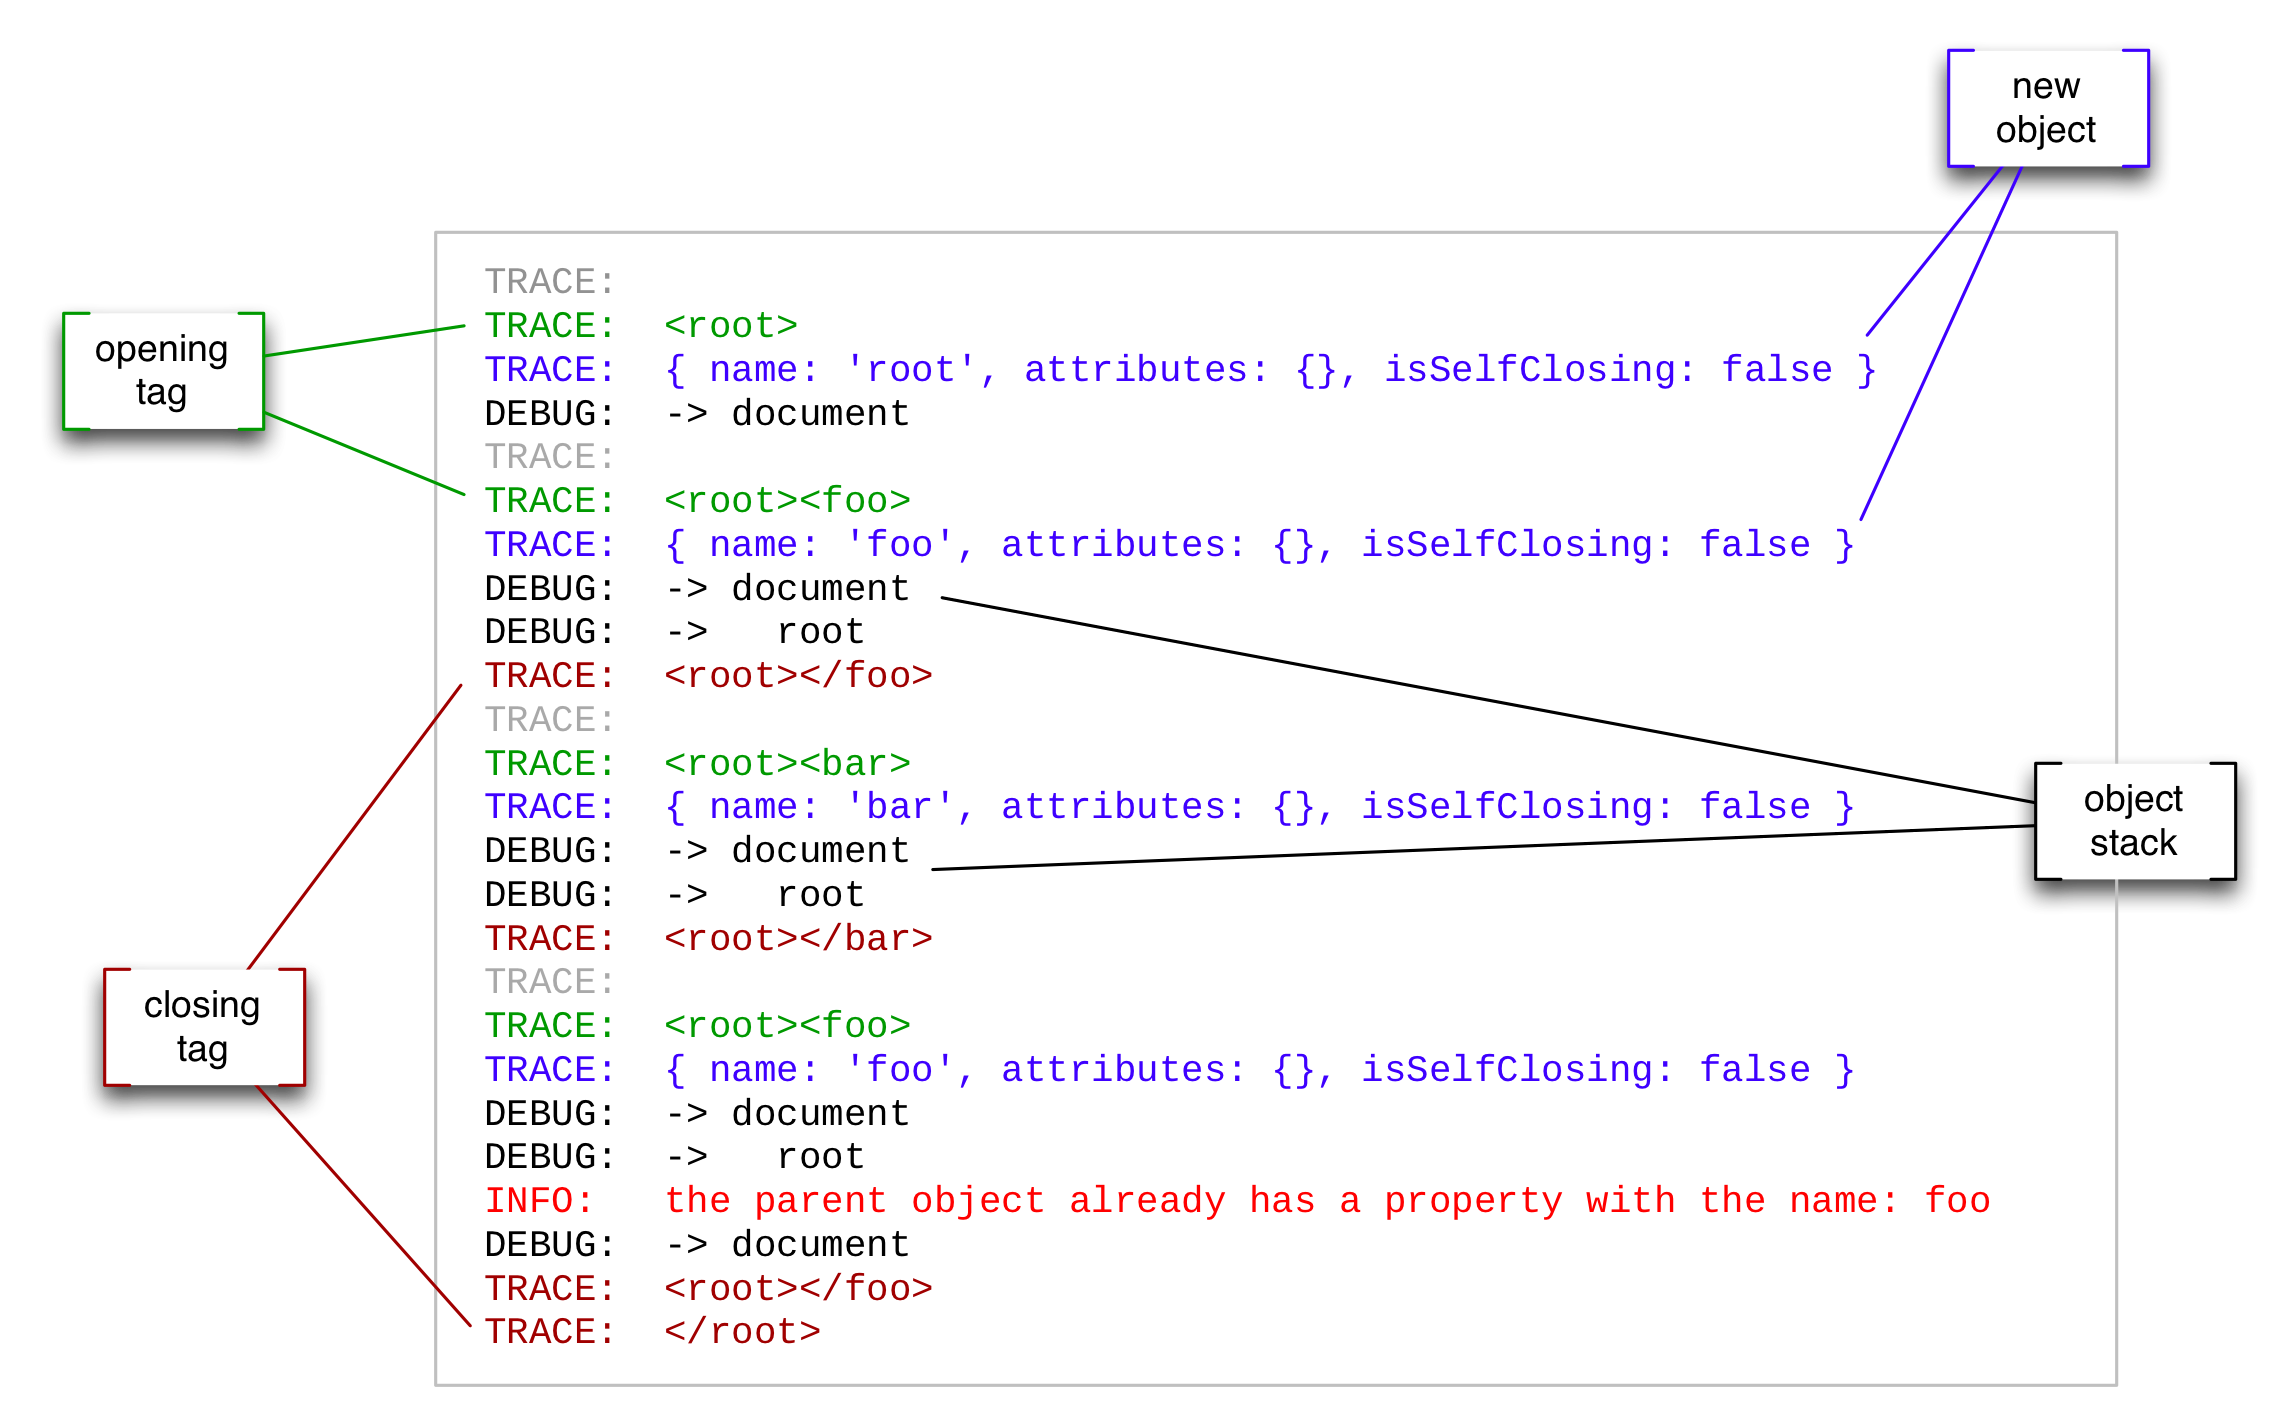 new
object
TRACE:
TRACE:  <root>
TRACE:  { name: 'root', attributes: {}, isSelfClosing: false }
DEBUG:  -> document
TRACE:
TRACE:  <root><foo>
TRACE:  { name: 'foo', attributes: {}, isSelfClosing: false }
DEBUG:  -> document
DEBUG:  ->   root
TRACE:  <root></foo>
TRACE:
TRACE:  <root><bar>
TRACE:  { name: 'bar', attributes: {}, isSelfClosing: false }
DEBUG:  -> document
DEBUG:  ->   root
TRACE:  <root></bar>
TRACE:
TRACE:  <root><foo>
TRACE:  { name: 'foo', attributes: {}, isSelfClosing: false }
DEBUG:  -> document
DEBUG:  ->   root
INFO:   the parent object already has a property with the name: foo
DEBUG:  -> document
TRACE:  <root></foo>
TRACE:  </root>
opening
tag
closing
tag
object
stack